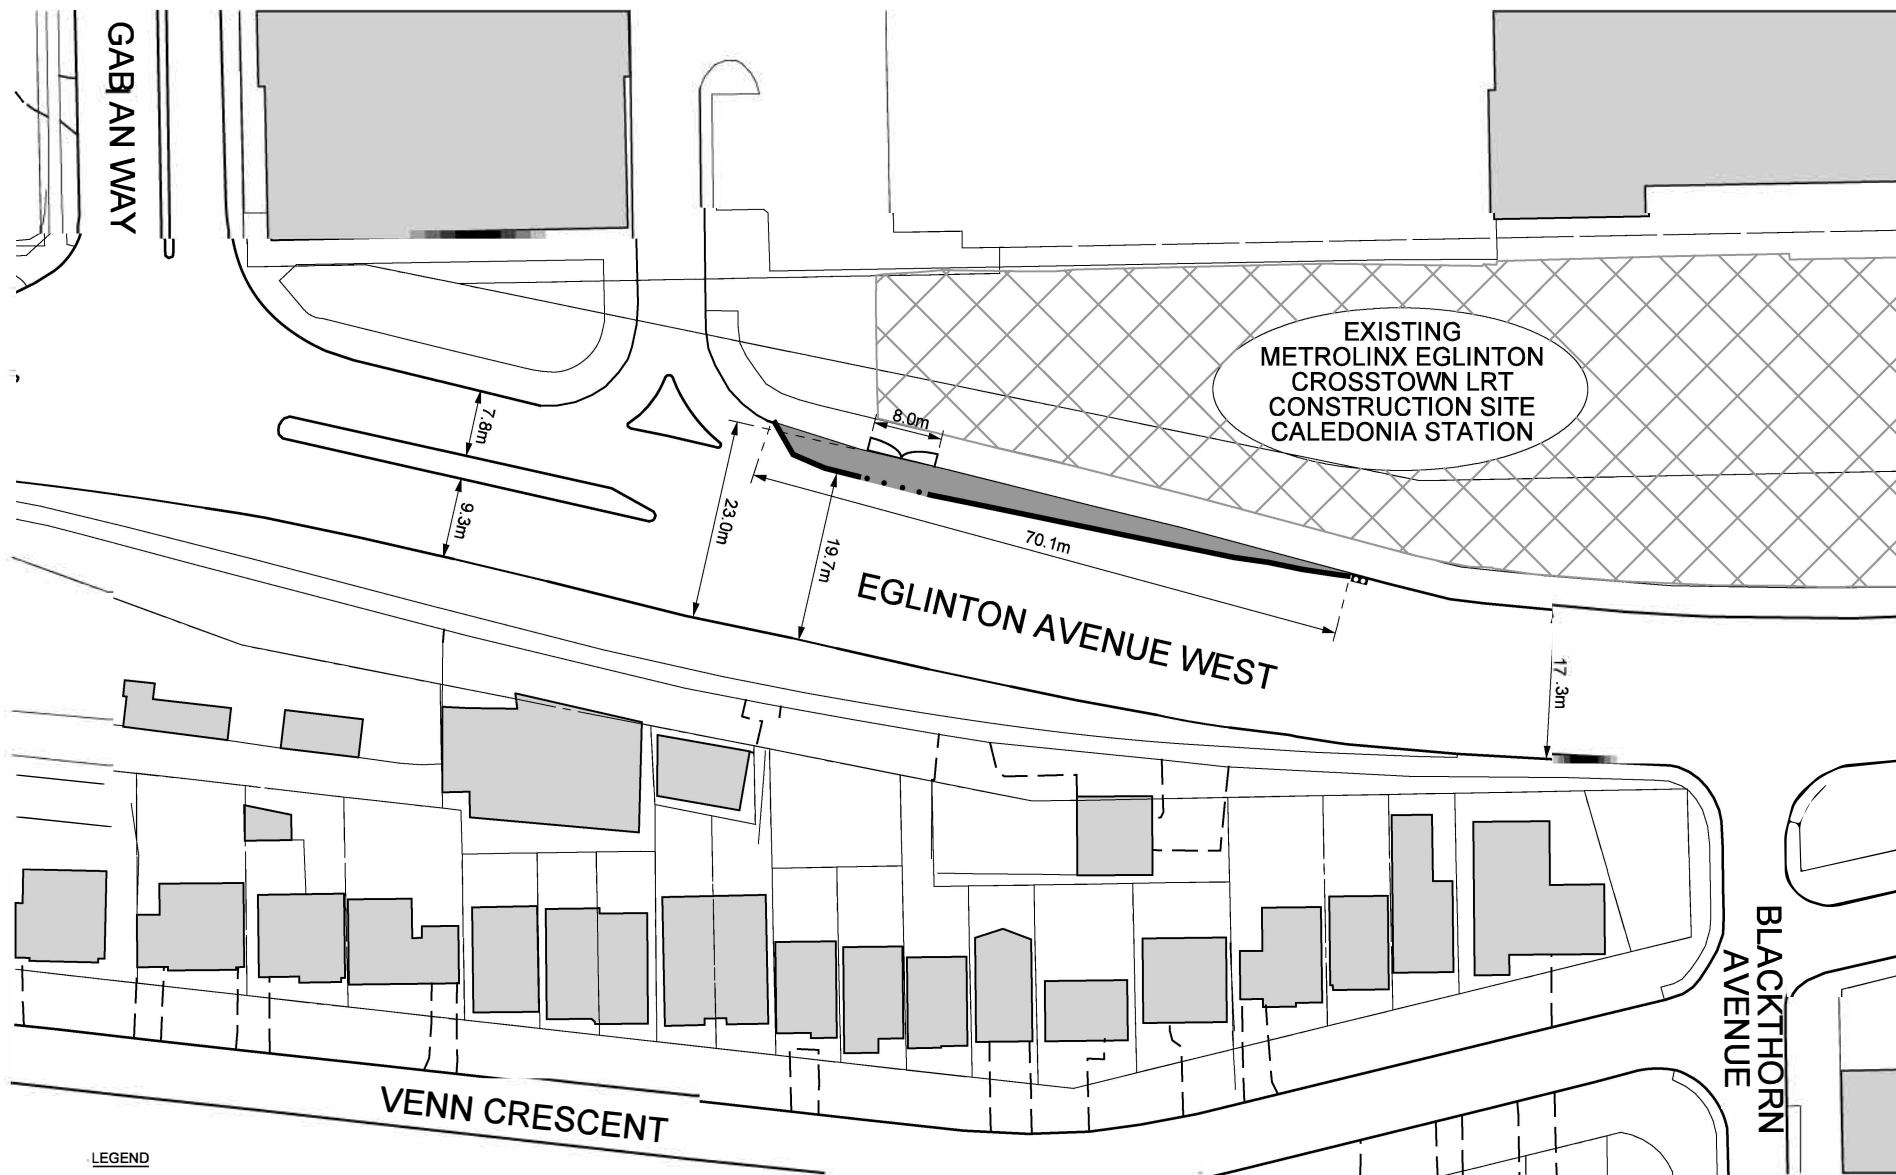 GABIAN WAY
EXISTING
METROLINX EGLINTON
CROSSTOWN LRT
CONSTRUCTION SITE
CALEDONIA STATION
7.8m
8.0m
9.3m
23.0m
19.7m
70.1m
EGLINTON AVENUE WEST
17.3m
BLACKTHORN
AVENUE
VENN CRESCENT
LEGEND